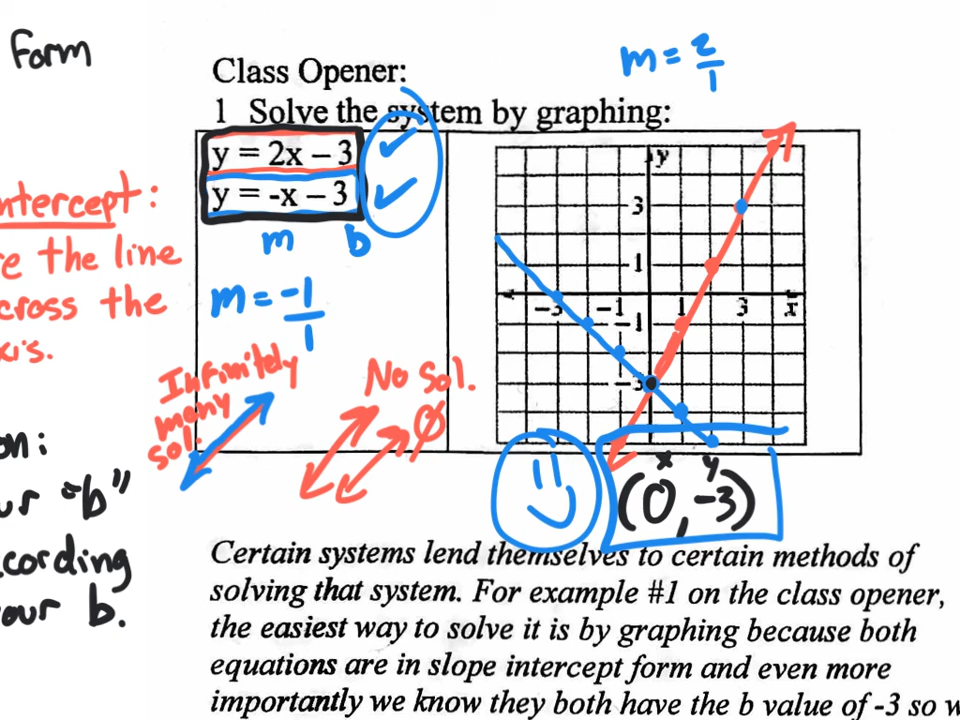 Form
m = 2/1
Class Opener:
1 Solve the system by graphing:
y = 2x – 3
y = -x – 3
m b
m = -1/1
y
3
1
-3 -1 1 3 x
-1
-3
ntercept:
re the line
cross the
xis.
Infinitely
many
sol.
No Sol.
∅
x y
(0, -3)
on:
ur "b"
ccording
our b.
Certain systems lend themselves to certain methods of
solving that system. For example #1 on the class opener,
the easiest way to solve it is by graphing because both
equations are in slope intercept form and even more
importantly we know they both have the b value of -3 so w